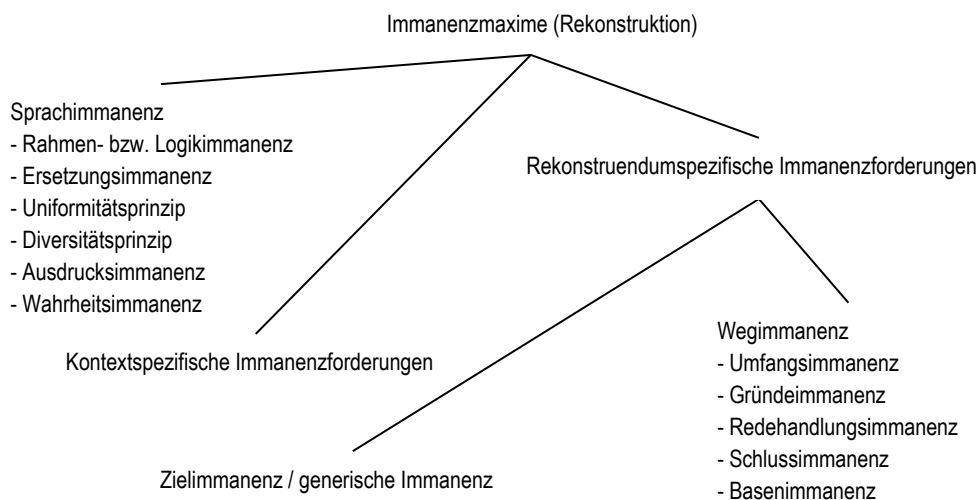 Immanenzmaxime (Rekonstruktion)
Sprachimmanenz
- Rahmen- bzw. Logikimmanenz
- Ersetzungsimmanenz
- Uniformitätsprinzip
- Diversitätsprinzip
- Ausdrucksimmanenz
- Wahrheitsimmanenz
Rekonstruendumspezifische Immanenzforderungen
Kontextspezifische Immanenzforderungen
Wegimmanenz
- Umfangsimmanenz
- Gründeimmanenz
- Redehandlungsimmanenz
- Schlussimmanenz
- Basenimmanenz
Zielimmanenz / generische Immanenz